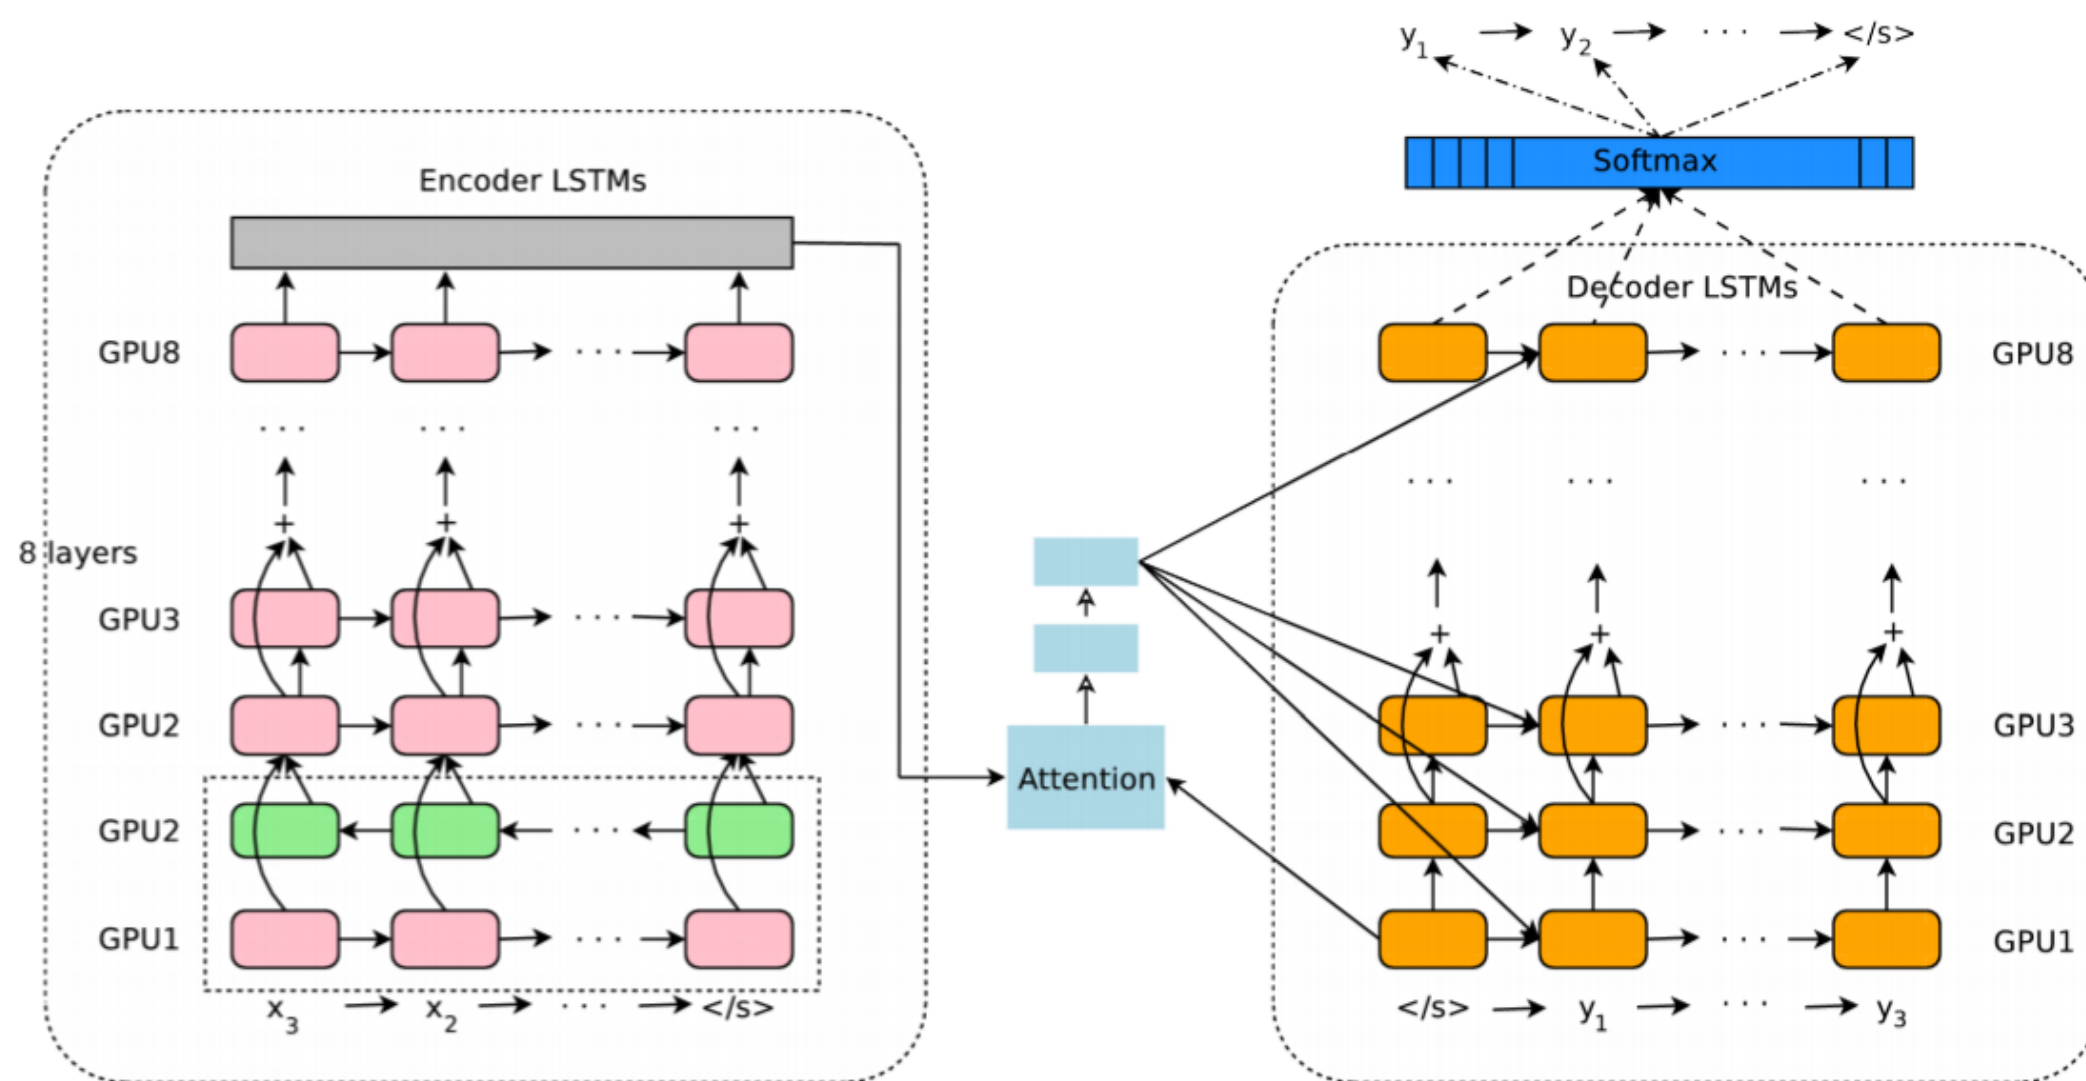 y1 y2 ... </s>
Softmax
Encoder LSTMs
Decoder LSTMs
GPU8 ...
GPU8 ...
... ... ...
... ... ...
+ + +
8 layers
+ + +
GPU3 ...
GPU2 ...
GPU3 ...
Attention
GPU2 ...
GPU2 ...
GPU1 ...
GPU1 ...
x3 x2 ... </s>
</s> y1 ... y3